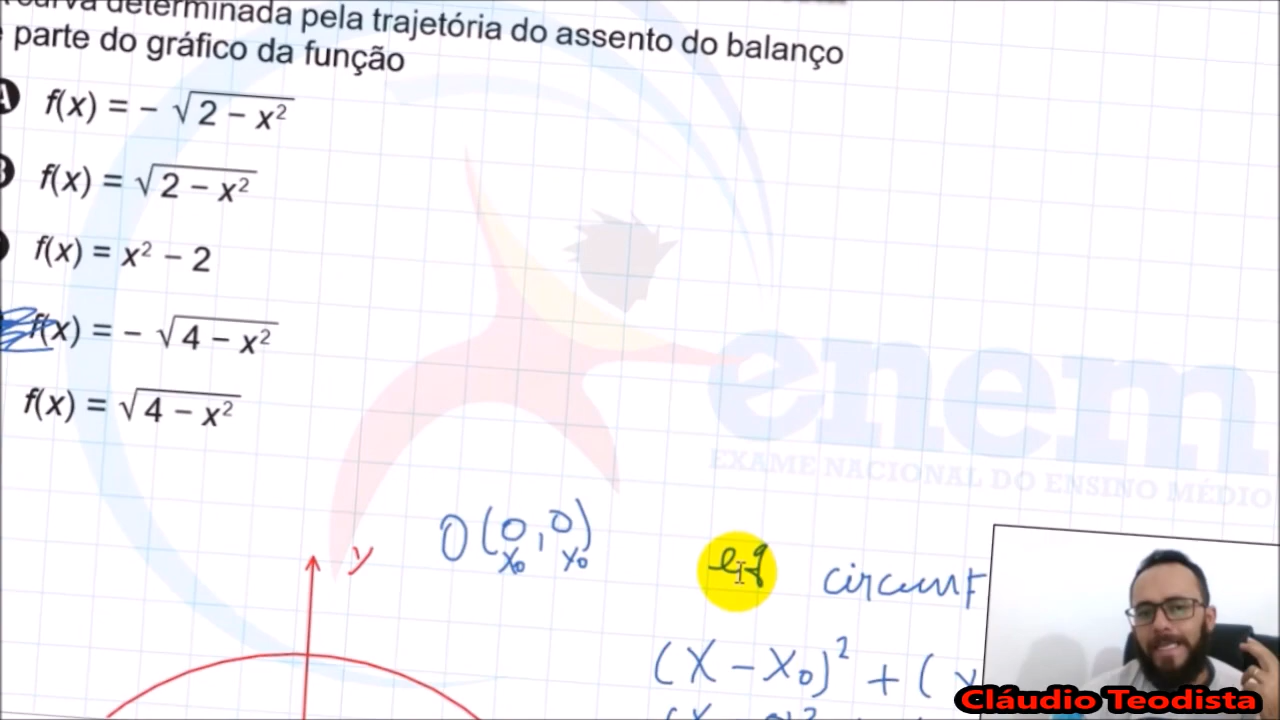 curva determinada pela trajetória do assento do balanço
parte do gráfico da função
A f(x) = – √2 – x²
B f(x) = √2 – x²
f(x) = x² – 2
f(x) = – √4 – x²
f(x) = √4 – x²
enem
EXAME NACIONAL DO ENSINO MÉDIO
O(0,0)
x₀ y₀
y
eq circunf
(x – x₀)² + (y
Cláudio Teodista